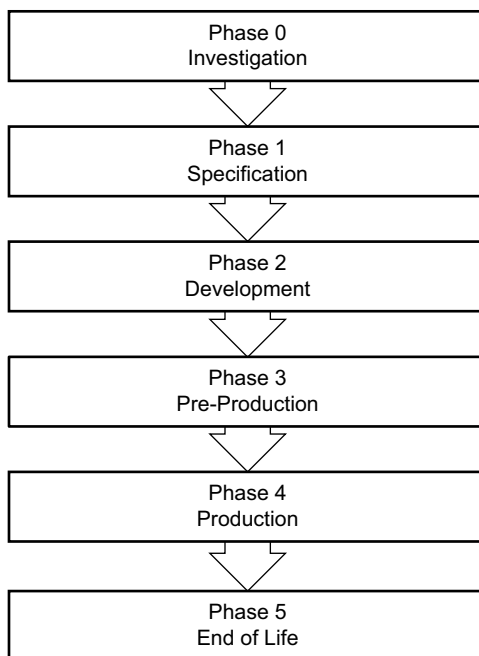 Phase 0
Investigation
Phase 1
Specification
Phase 2
Development
Phase 3
Pre-Production
Phase 4
Production
Phase 5
End of Life